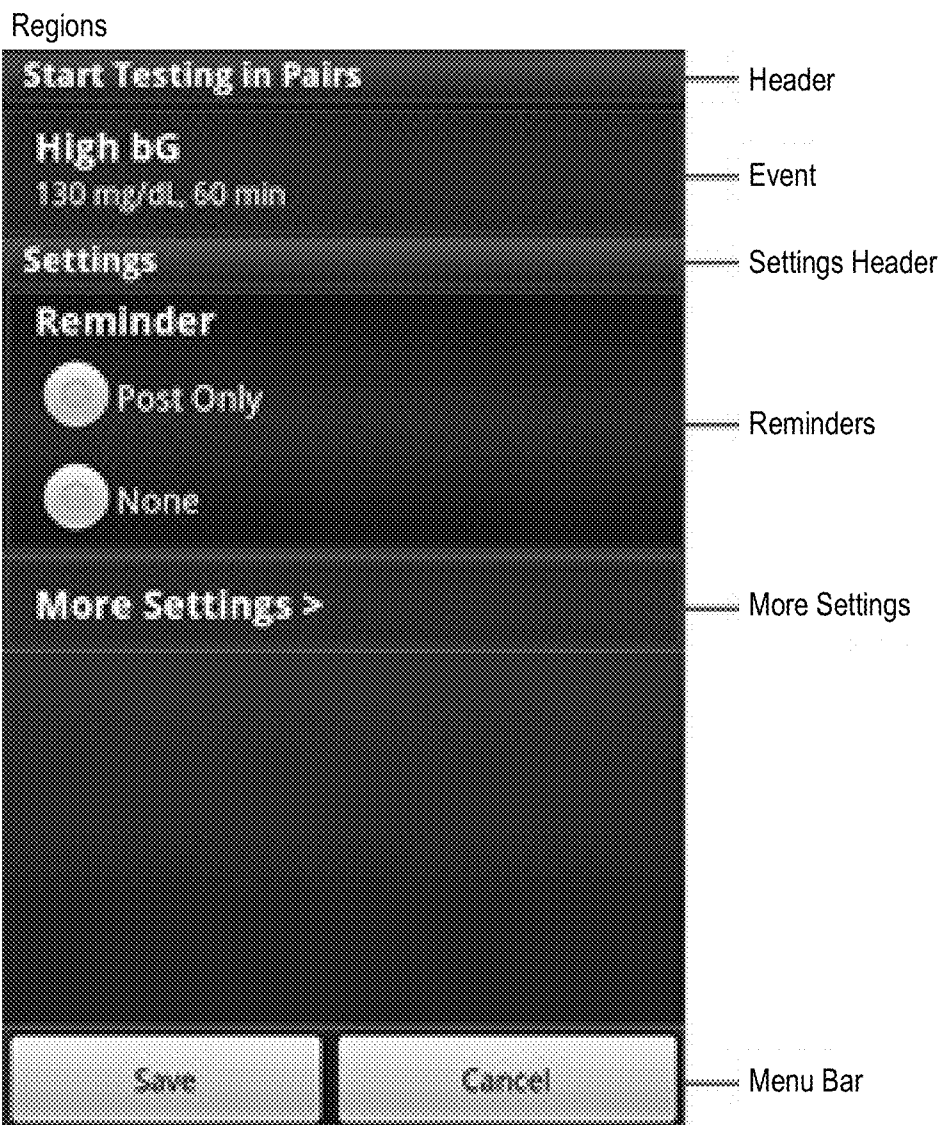 Regions
Start Testing in Pairs
Header
High bG
130 mg/dL, 60 min
Event
Settings
Settings Header
Reminder
Post Only
Reminders
None
More Settings >
More Settings
Save
Cancel
Menu Bar